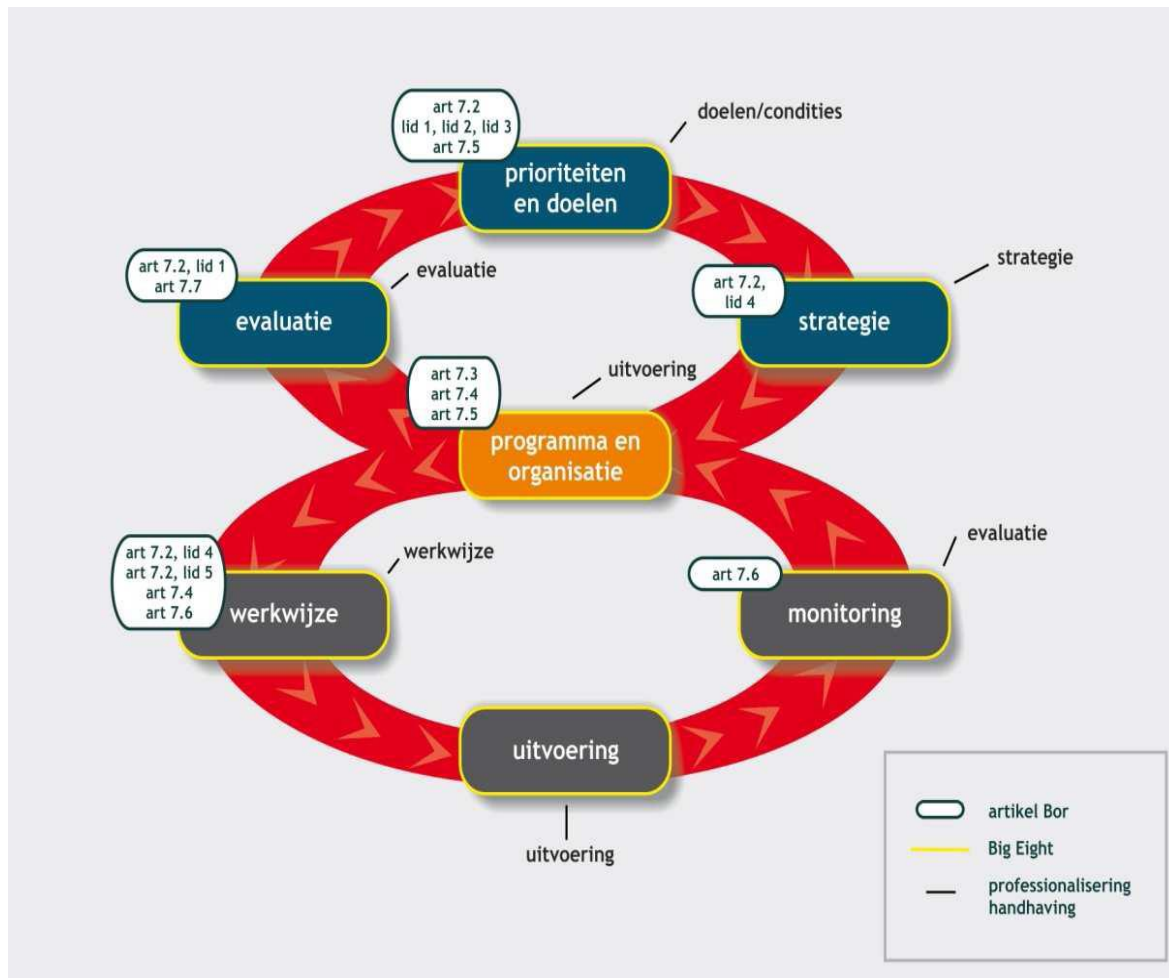 art 7.2
lid 1, lid 2, lid 3
art 7.5
doelen/condities
prioriteiten
en doelen
art 7.2, lid 1
art 7.7
evaluatie
evaluatie
strategie
art 7.2,
lid 4
strategie
art 7.3
art 7.4
art 7.5
uitvoering
programma en
organisatie
art 7.2, lid 4
art 7.2, lid 5
art 7.4
art 7.6
werkwijze
werkwijze
evaluatie
art 7.6
monitoring
uitvoering
uitvoering
artikel Bor
Big Eight
professionalisering
handhaving